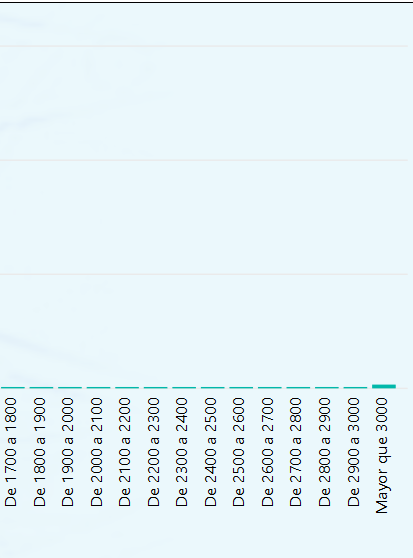 De 1700 a 1800
De 1800 a 1900
De 1900 a 2000
De 2000 a 2100
De 2100 a 2200
De 2200 a 2300
De 2300 a 2400
De 2400 a 2500
De 2500 a 2600
De 2600 a 2700
De 2700 a 2800
De 2800 a 2900
De 2900 a 3000
Mayor que 3000